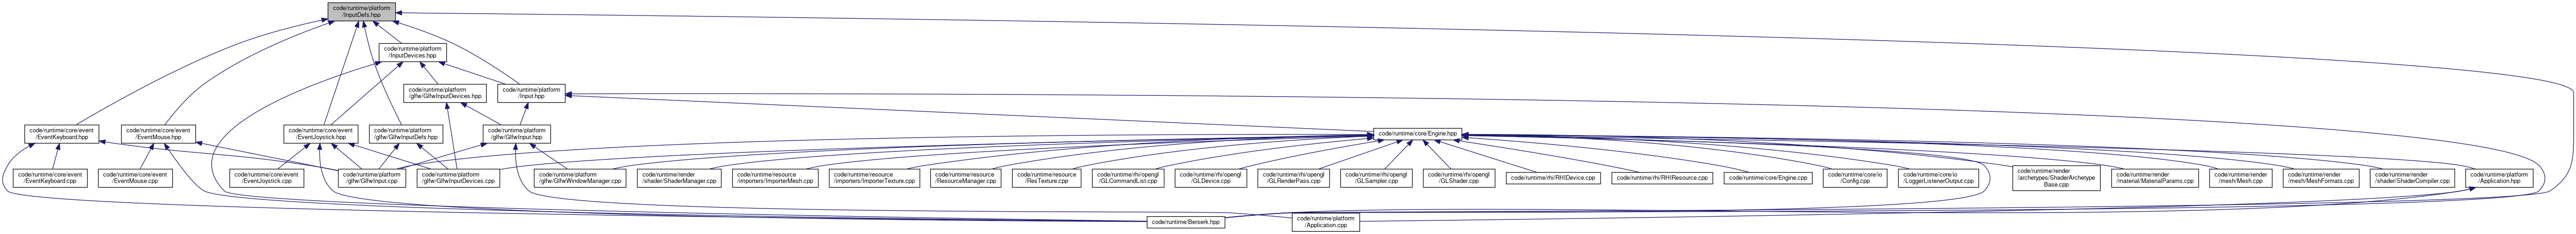 code/runtime/platform
/InputDefs.hpp
code/runtime/platform
/InputDevices.hpp
code/runtime/platform
/glfw/GlfwInputDevices.hpp
code/runtime/platform
/Input.hpp
code/runtime/core/event
/EventKeyboard.hpp
code/runtime/core/event
/EventMouse.hpp
code/runtime/core/event
/EventJoystick.hpp
code/runtime/platform
/glfw/GlfwInputDefs.hpp
code/runtime/platform
/glfw/GlfwInput.hpp
code/runtime/core/Engine.hpp
code/runtime/core/event
/EventKeyboard.cpp
code/runtime/core/event
/EventMouse.cpp
code/runtime/core/event
/EventJoystick.cpp
code/runtime/platform
/glfw/GlfwInput.cpp
code/runtime/platform
/glfw/GlfwInputDevices.cpp
code/runtime/platform
/glfw/GlfwWindowManager.cpp
code/runtime/render
/shader/ShaderManager.cpp
code/runtime/resource
/importers/ImporterMesh.cpp
code/runtime/resource
/importers/ImporterTexture.cpp
code/runtime/resource
/ResourceManager.cpp
code/runtime/resource
/ResTexture.cpp
code/runtime/rhi/opengl
/GLCommandList.cpp
code/runtime/rhi/opengl
/GLDevice.cpp
code/runtime/rhi/opengl
/GLRenderPass.cpp
code/runtime/rhi/opengl
/GLSampler.cpp
code/runtime/rhi/opengl
/GLShader.cpp
code/runtime/rhi/RHIDevice.cpp
code/runtime/rhi/RHIResource.cpp
code/runtime/core/Engine.cpp
code/runtime/core/io
/Config.cpp
code/runtime/core/io
/LoggerListenerOutput.cpp
code/runtime/render
/archetypes/ShaderArchetype
Base.cpp
code/runtime/render
/material/MaterialParams.cpp
code/runtime/render
/mesh/Mesh.cpp
code/runtime/render
/mesh/MeshFormats.cpp
code/runtime/render
/shader/ShaderCompiler.cpp
code/runtime/platform
/Application.hpp
code/runtime/Berserk.hpp
code/runtime/platform
/Application.cpp